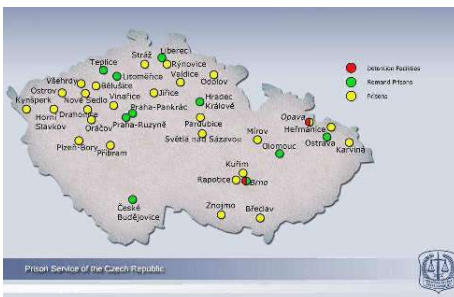 Liberec
Stráž
Teplice
Rýnovice
Litoměřice
Valdice
Všehrdy
Odolov
Bělušice
Ostrov
Jiřice
Vinařice
Kynšperk
Nové Sedlo
Hradec
Králové
Praha-Pankrác
Horní
Slavkov
Drahonice
Oráčov
Praha-Ruzyně
Pardubice
Opava
Heřmanice
Světlá nad Sázavou
Mírov
Plzeň-Bory
Příbram
Olomouc
Ostrava
Karviná
Kuřim
Rapotice
Brno
České
Budějovice
Znojmo
Břeclav
Detention Facilities
Remand Prisons
Prisons
Prison Service of the Czech Republic